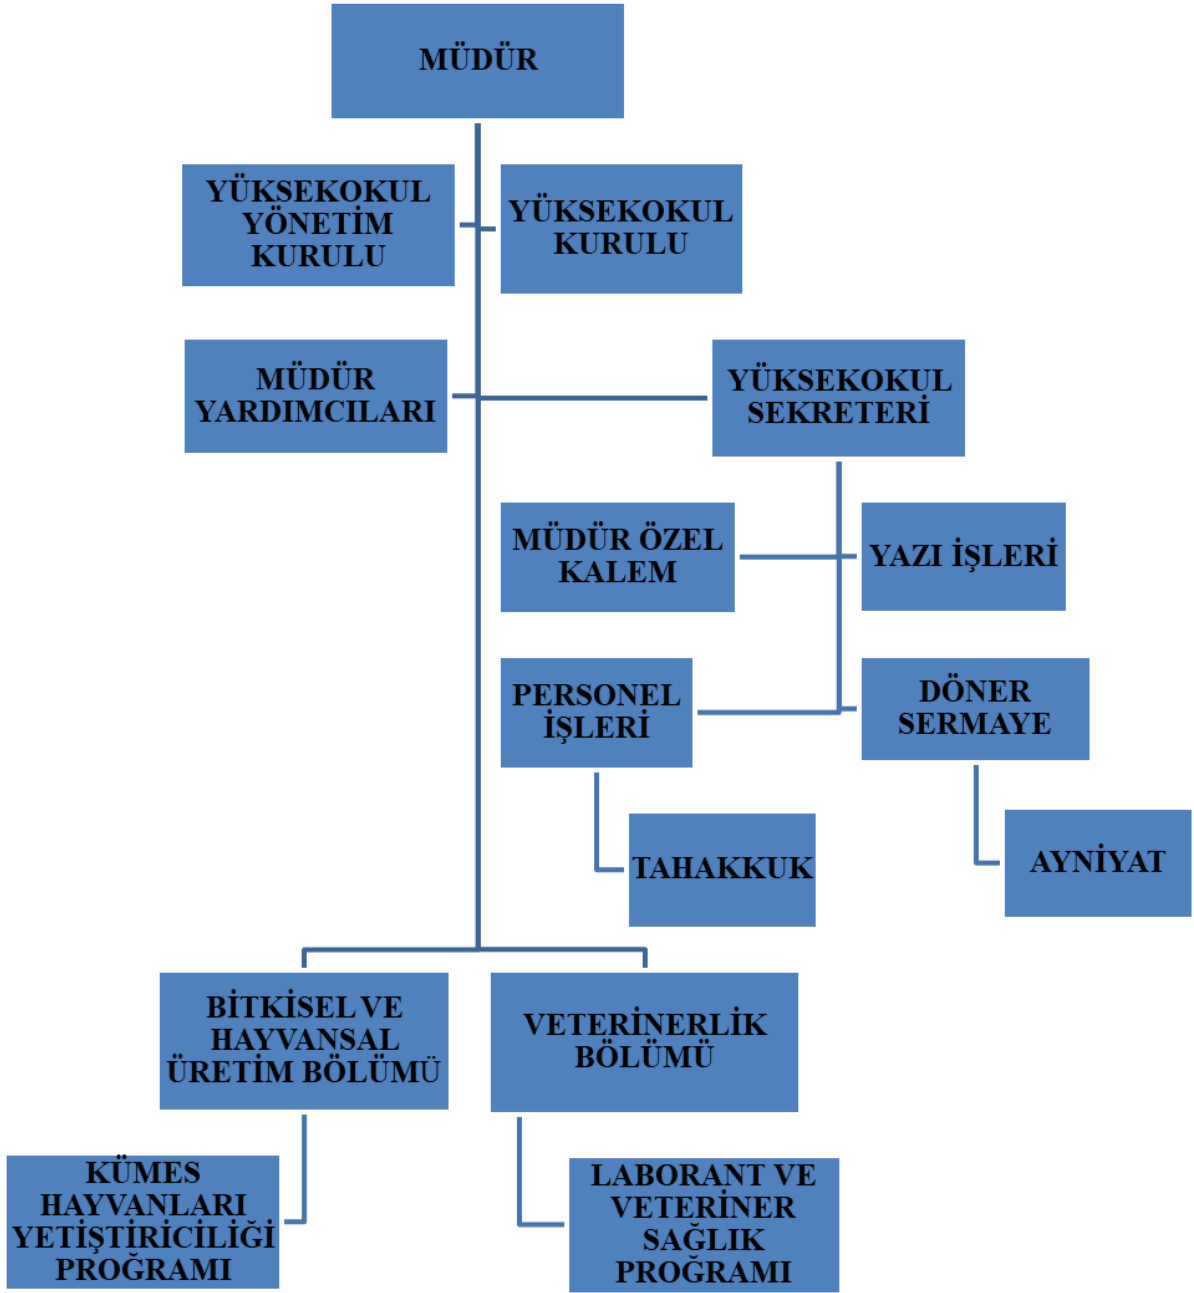 MÜDÜR
YÜKSEKOKUL
YÖNETİM
KURULU
YÜKSEKOKUL
KURULU
MÜDÜR
YARDIMCILARI
YÜKSEKOKUL
SEKRETERİ
MÜDÜR ÖZEL
KALEM
YAZI İŞLERİ
PERSONEL
İŞLERİ
DÖNER
SERMAYE
TAHAKKUK
AYNİYAT
BİTKİSEL VE
HAYVANSAL
ÜRETİM BÖLÜMÜ
VETERİNERLİK
BÖLÜMÜ
KÜMES
HAYVANLARI
YETİŞTİRİCİLİĞİ
PROĞRAMI
LABORANT VE
VETERİNER
SAĞLIK
PROĞRAMI